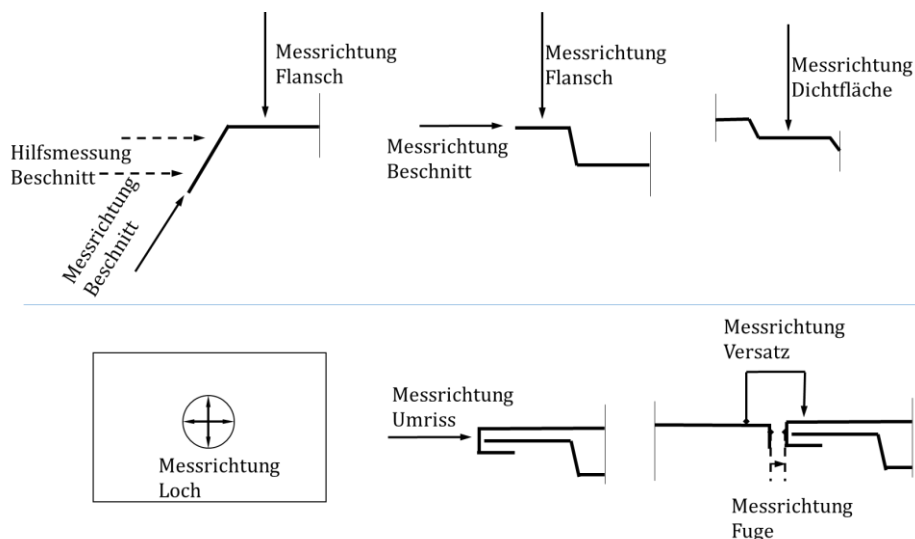 Messrichtung
Flansch
Hilfsmessung
Beschnitt
Messrichtung
Beschnitt
Messrichtung
Flansch
Messrichtung
Beschnitt
Messrichtung
Dichtfläche
Messrichtung
Loch
Messrichtung
Umriss
Messrichtung
Versatz
Messrichtung
Fuge